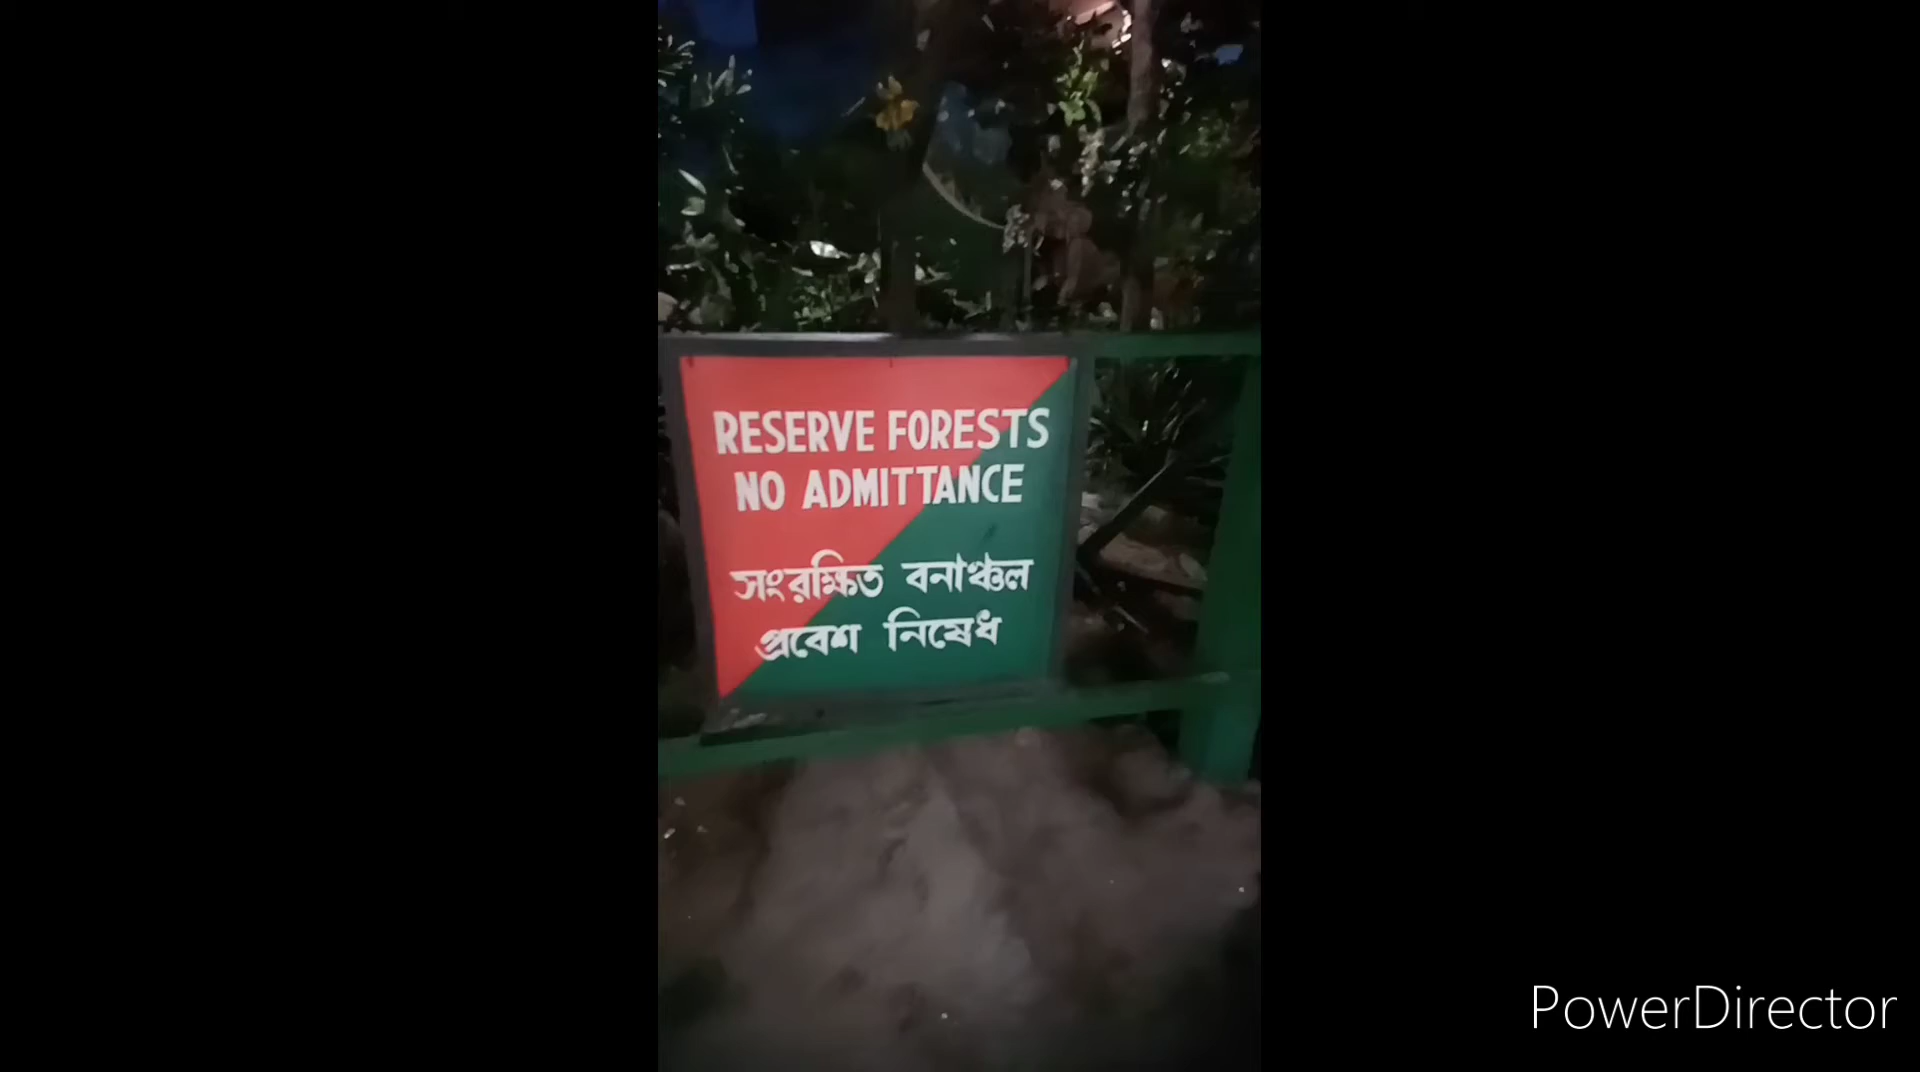 RESERVE FORESTS
NO ADMITTANCE
সংরক্ষিত বনাঞ্চল
প্রবেশ নিষেধ
PowerDirector